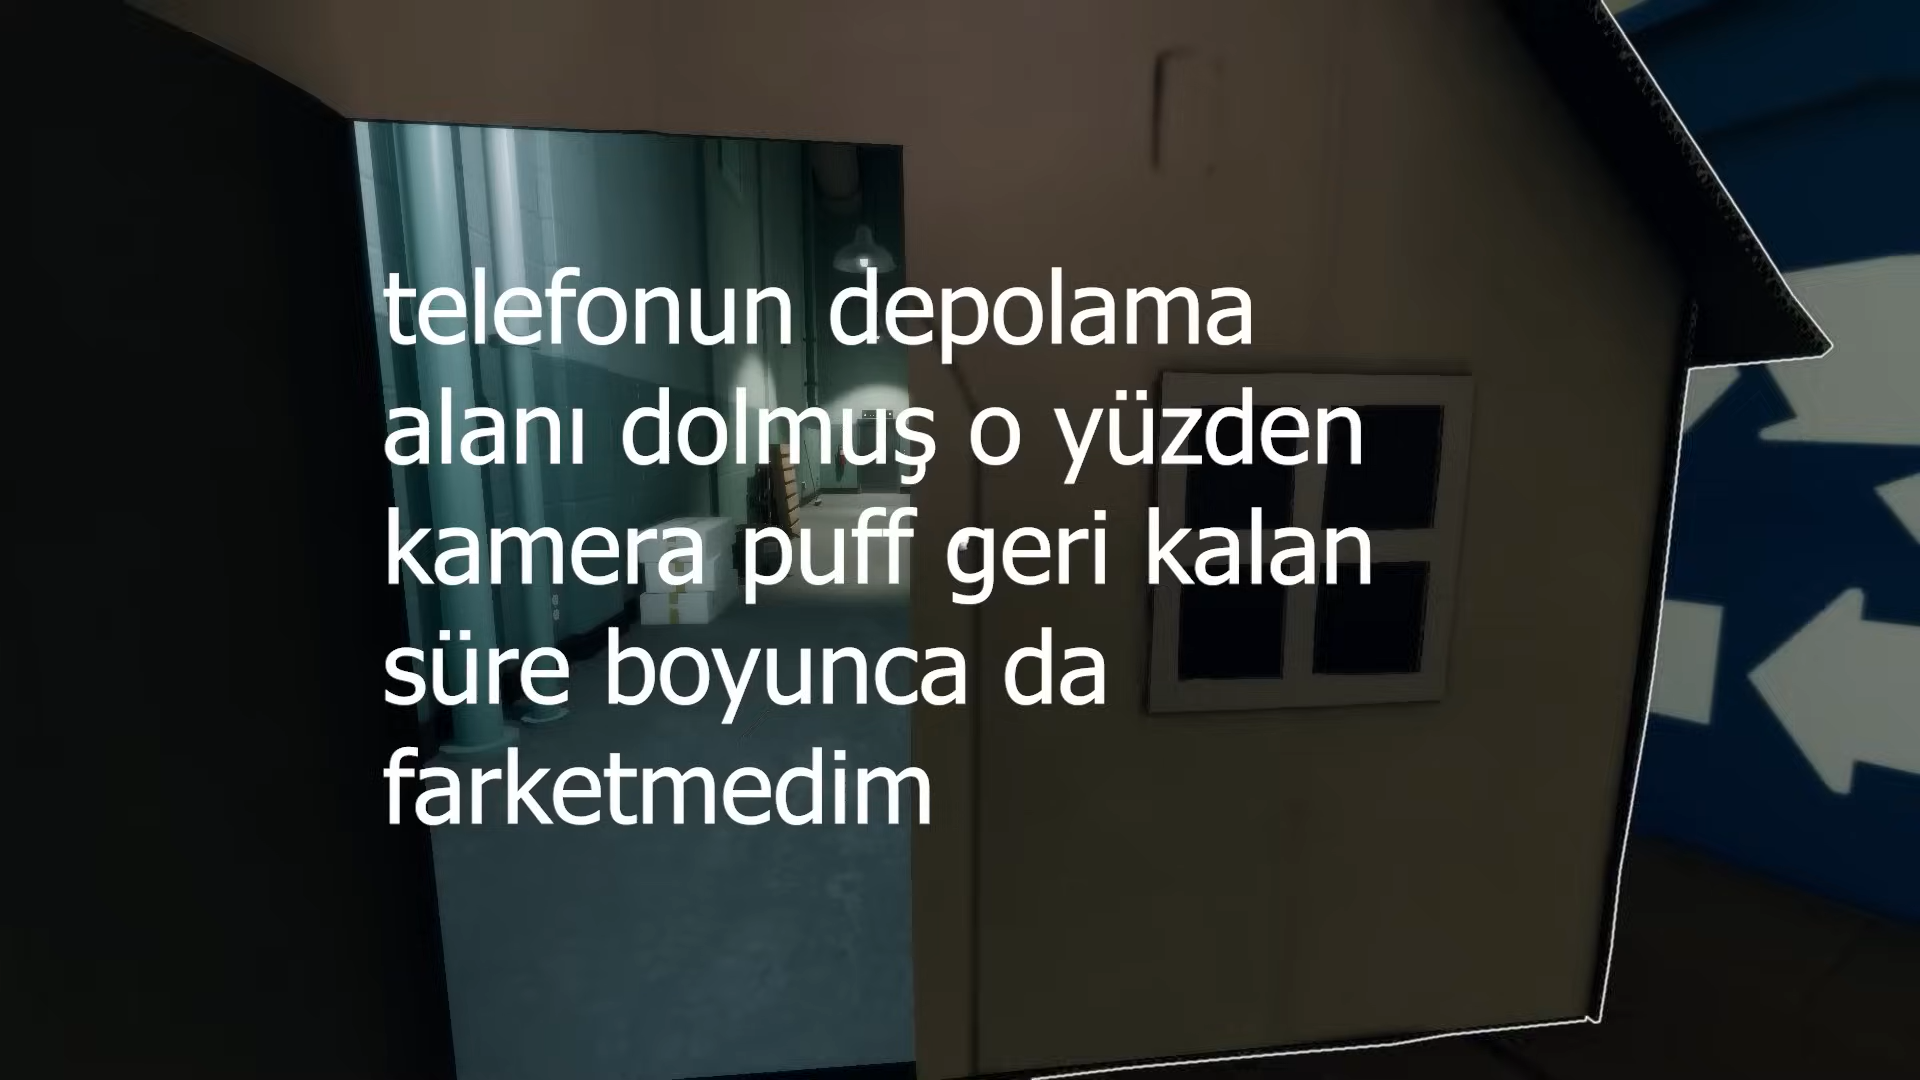 telefonun depolama
alanı dolmuş o yüzden
kamera puff geri kalan
süre boyunca da
farketmedim